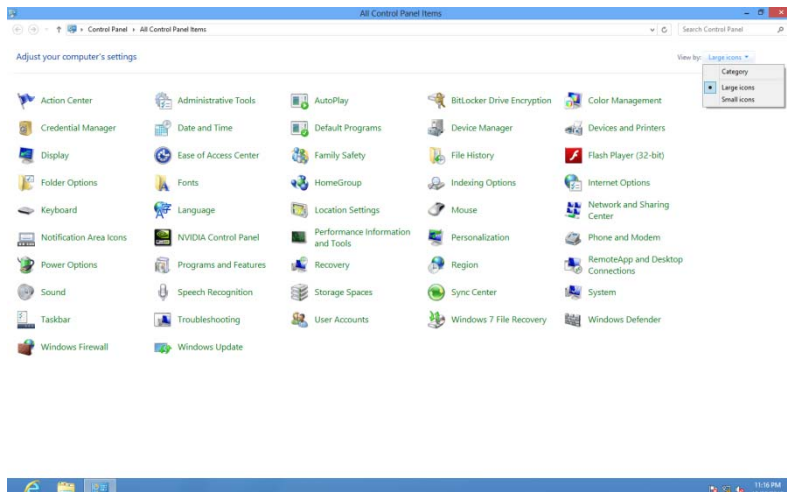 All Control Panel Items
Control Panel All Control Panel Items
Search Control Panel
Adjust your computer's settings
View by: Large icons
Category
Large icons
Small icons
Action Center
Administrative Tools
AutoPlay
BitLocker Drive Encryption
Color Management
Credential Manager
Date and Time
Default Programs
Device Manager
Devices and Printers
Display
Ease of Access Center
Family Safety
File History
Flash Player (32-bit)
Folder Options
Fonts
HomeGroup
Indexing Options
Internet Options
Keyboard
Language
Location Settings
Mouse
Network and Sharing
Center
Notification Area Icons
NVIDIA Control Panel
Performance Information
and Tools
Personalization
Phone and Modem
Power Options
Programs and Features
Recovery
Region
RemoteApp and Desktop
Connections
Sound
Speech Recognition
Storage Spaces
Sync Center
System
Taskbar
Troubleshooting
User Accounts
Windows 7 File Recovery
Windows Defender
Windows Firewall
Windows Update
11:16 PM